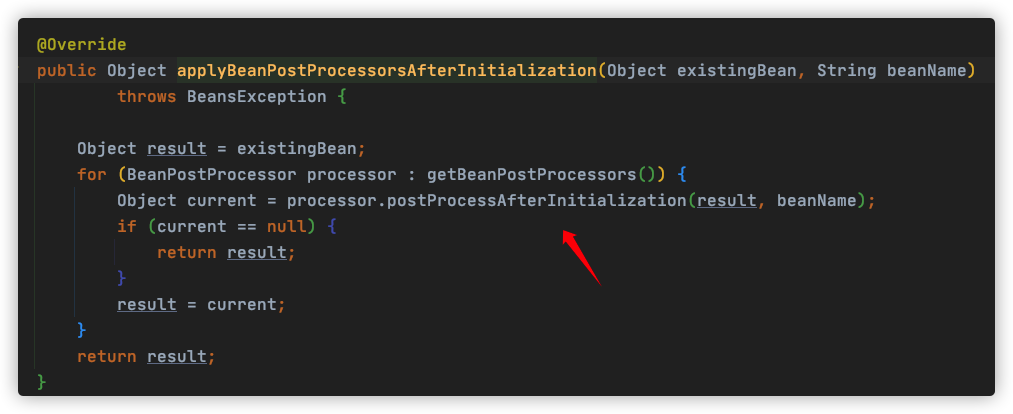 @Override
public Object applyBeanPostProcessorsAfterInitialization(Object existingBean, String beanName)
        throws BeansException {

    Object result = existingBean;
    for (BeanPostProcessor processor : getBeanPostProcessors()) {
        Object current = processor.postProcessAfterInitialization(result, beanName);
        if (current == null) {
            return result;
        }
        result = current;
    }
    return result;
}